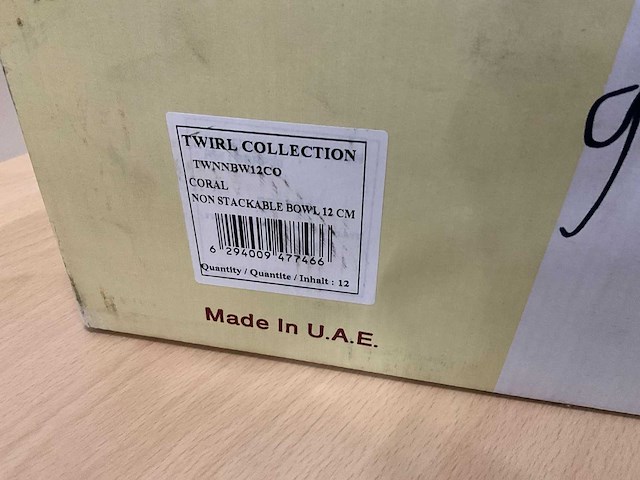 TWIRL COLLECTION
TWNNBW12CO
CORAL
NON STACKABLE BOWL 12 CM
6 294009 477466
Quantity / Quantite / Inhalt : 12
Made In U.A.E.